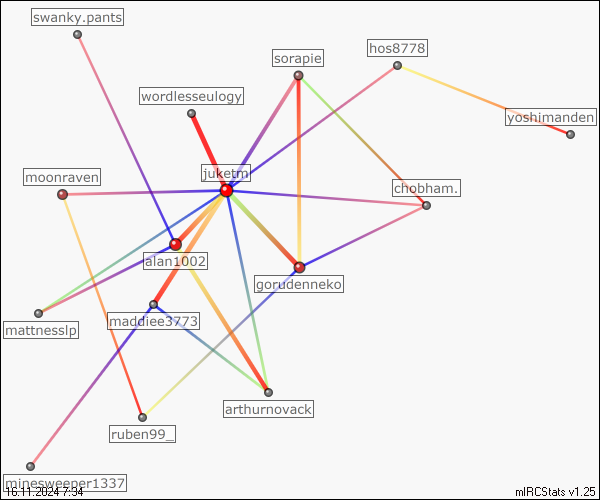 swanky.pants
hos8778
sorapie
wordlesseulogy
yoshimanden
juketm
moonraven
chobham.
alan1002
gorudenneko
maddiee3773
mattnesslp
arthurnovack
ruben99_
minesweeper1337
16.11.2024 7:34
mIRCStats v1.25